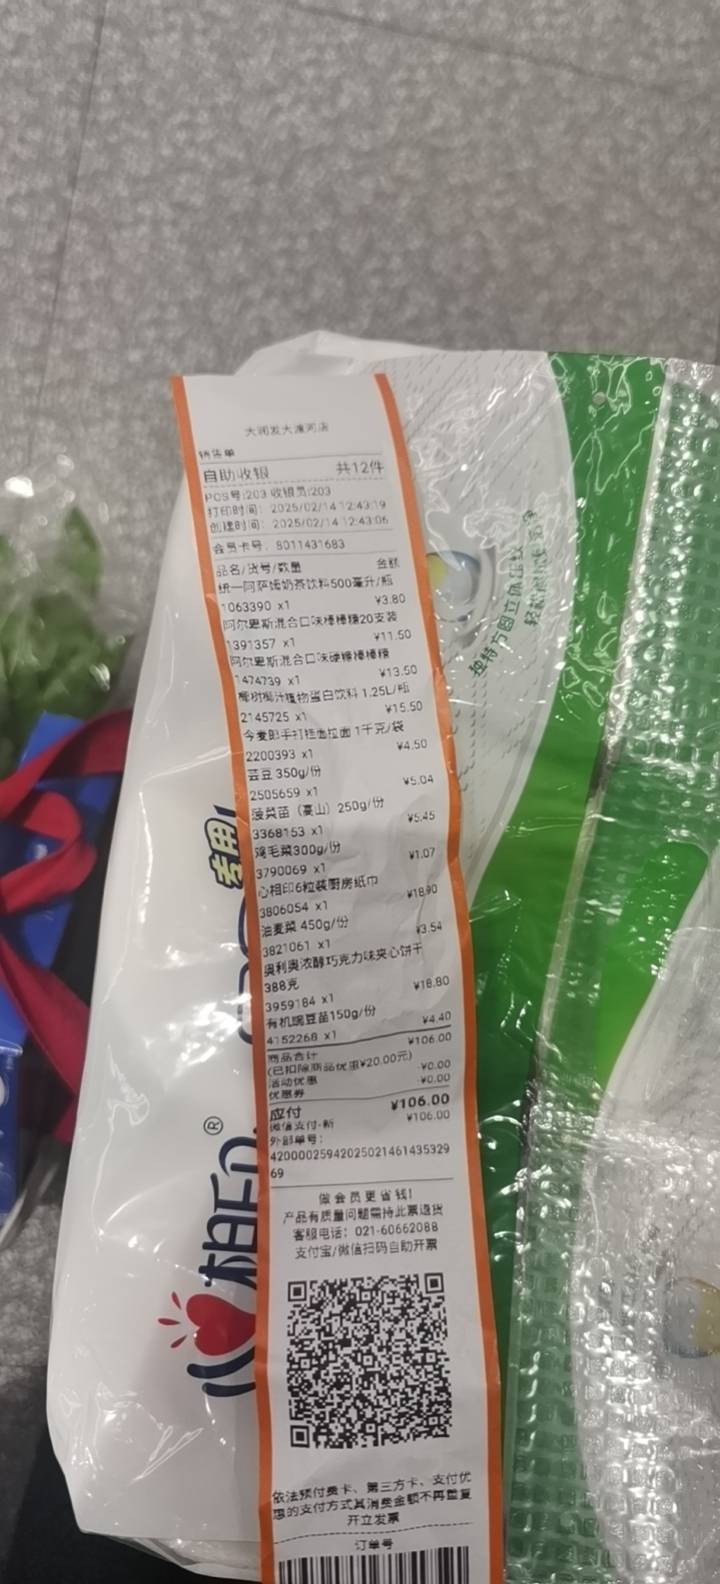 大润发大渡河店
销货单
自助收银 共12件
POS号:203 收银员:203
打印时间: 2025/02/14 12:43:19
创建时间: 2025/02/14 12:43:06
会员卡号: 8011431683
品名/货号/数量 金额
统一阿萨姆奶茶饮料500毫升/瓶
1063390 x1 ¥3.80
阿尔卑斯混合口味棒棒糖20支装
1391357 x1 ¥11.50
阿尔卑斯混合口味硬糖棒棒糖
1474739 x1 ¥13.50
椰树椰汁植物蛋白饮料 1.25L/瓶
2145725 x1 ¥15.50
今麦郎手打挂面拉面 1千克/袋
2200393 x1 ¥4.50
芸豆 350g/份
2505659 x1 ¥5.04
菠菜苗（高山）250g/份
3368153 x1 ¥5.45
鸡毛菜300g/份
3790069 x1 ¥1.07
心相印6粒装厨房纸巾
3806054 x1 ¥18.90
油麦菜 450g/份
3821061 x1 ¥3.54
奥利奥浓醇巧克力味夹心饼干
388克
3959184 x1 ¥18.80
有机豌豆苗150g/份
4152268 x1 ¥4.40
商品合计 ¥106.00
(已扣除商品优惠¥20.00元)
活动优惠 -¥0.00
优惠券 -¥0.00
应付 ¥106.00
微信支付-新 ¥106.00
外部单号:
42000025942025021461435329
69
做会员更省钱!
产品有质量问题需持此票退货
客服电话: 021-60662088
支付宝/微信扫码自助开票
依法预付费卡、第三方卡、支付优
惠的支付方式其消费金额不再重复
开立发票
订单号
专用
心相印®
独特方圆立体压纹